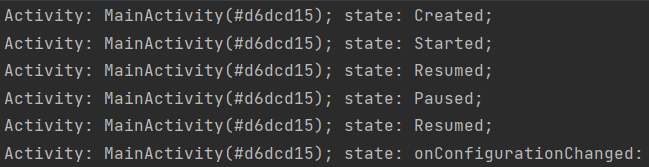 Activity: MainActivity(#d6dcd15); state: Created;
Activity: MainActivity(#d6dcd15); state: Started;
Activity: MainActivity(#d6dcd15); state: Resumed;
Activity: MainActivity(#d6dcd15); state: Paused;
Activity: MainActivity(#d6dcd15); state: Resumed;
Activity: MainActivity(#d6dcd15); state: onConfigurationChanged: